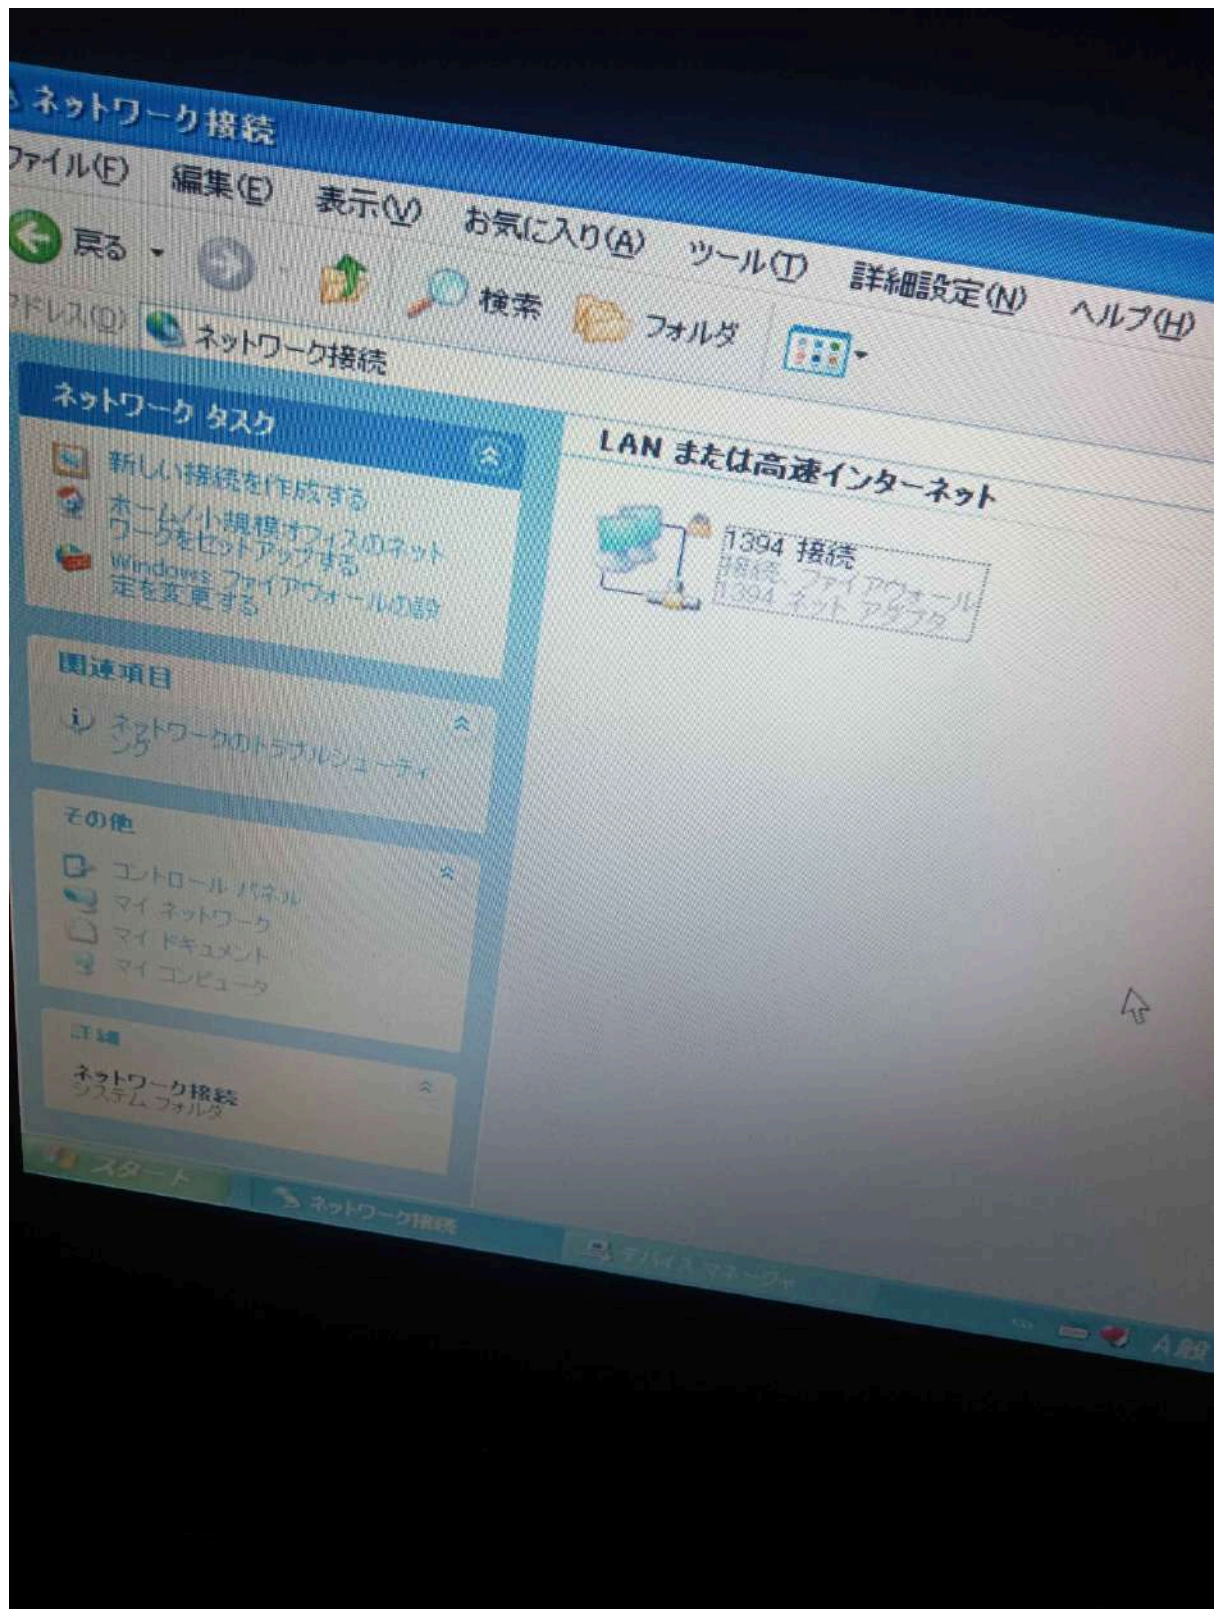 ネットワーク接続
ファイル(F) 編集(E) 表示(V) お気に入り(A) ツール(T) 詳細設定(N) ヘルプ(H)
戻る 検索 フォルダ
アドレス(D) ネットワーク接続
ネットワーク タスク
新しい接続を作成する
ホーム/小規模オフィスのネット
ワークをセットアップする
Windows ファイアウォールの設
定を変更する
関連項目
ネットワークのトラブルシューティ
ング
その他
コントロール パネル
マイ ネットワーク
マイ ドキュメント
マイ コンピュータ
詳細
ネットワーク接続
システム フォルダ
LAN または高速インターネット
1394 接続
接続, ファイアウォール
1394 ネット アダプタ
スタート ネットワーク接続 デバイス マネージャ A 般